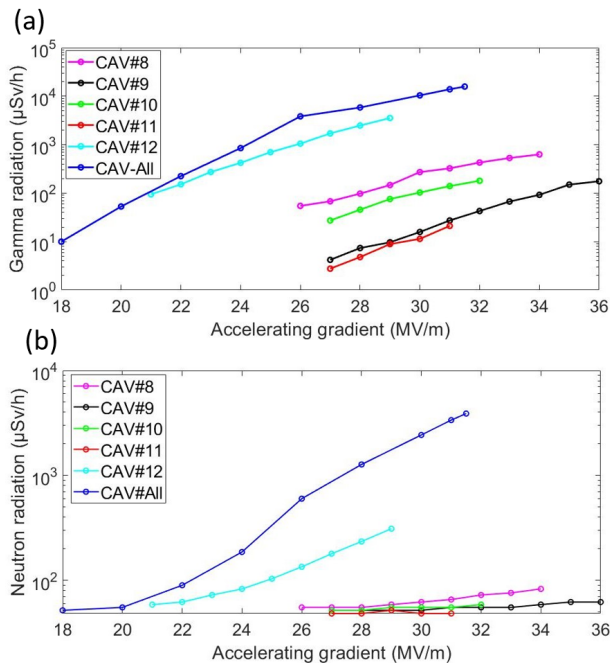 (a)
10^5
10^4
10^3
10^2
10^1
10^0
Gamma radiation (μSv/h)
CAV#8
CAV#9
CAV#10
CAV#11
CAV#12
CAV-All
18 20 22 24 26 28 30 32 34 36
Accelerating gradient (MV/m)
(b)
10^4
10^3
10^2
Neutron radiation (μSv/h)
CAV#8
CAV#9
CAV#10
CAV#11
CAV#12
CAV#All
18 20 22 24 26 28 30 32 34 36
Accelerating gradient (MV/m)